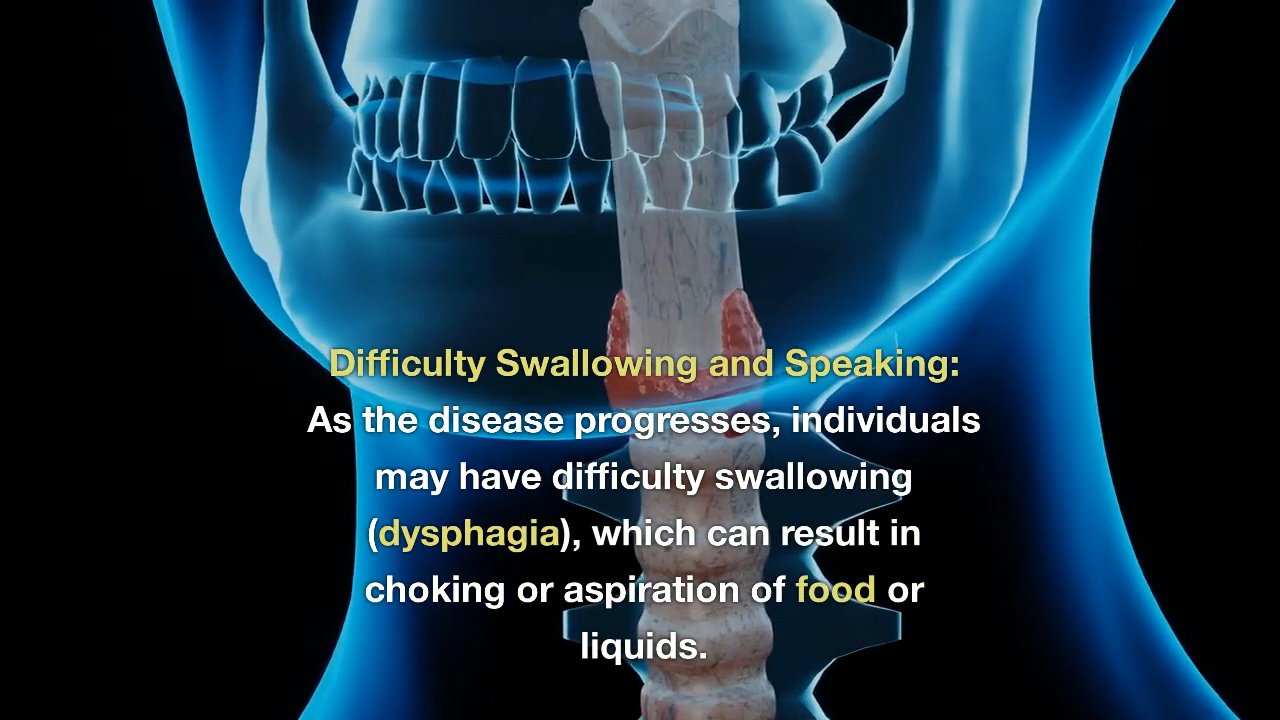 Difficulty Swallowing and Speaking:
As the disease progresses, individuals
may have difficulty swallowing
(dysphagia), which can result in
choking or aspiration of food or
liquids.